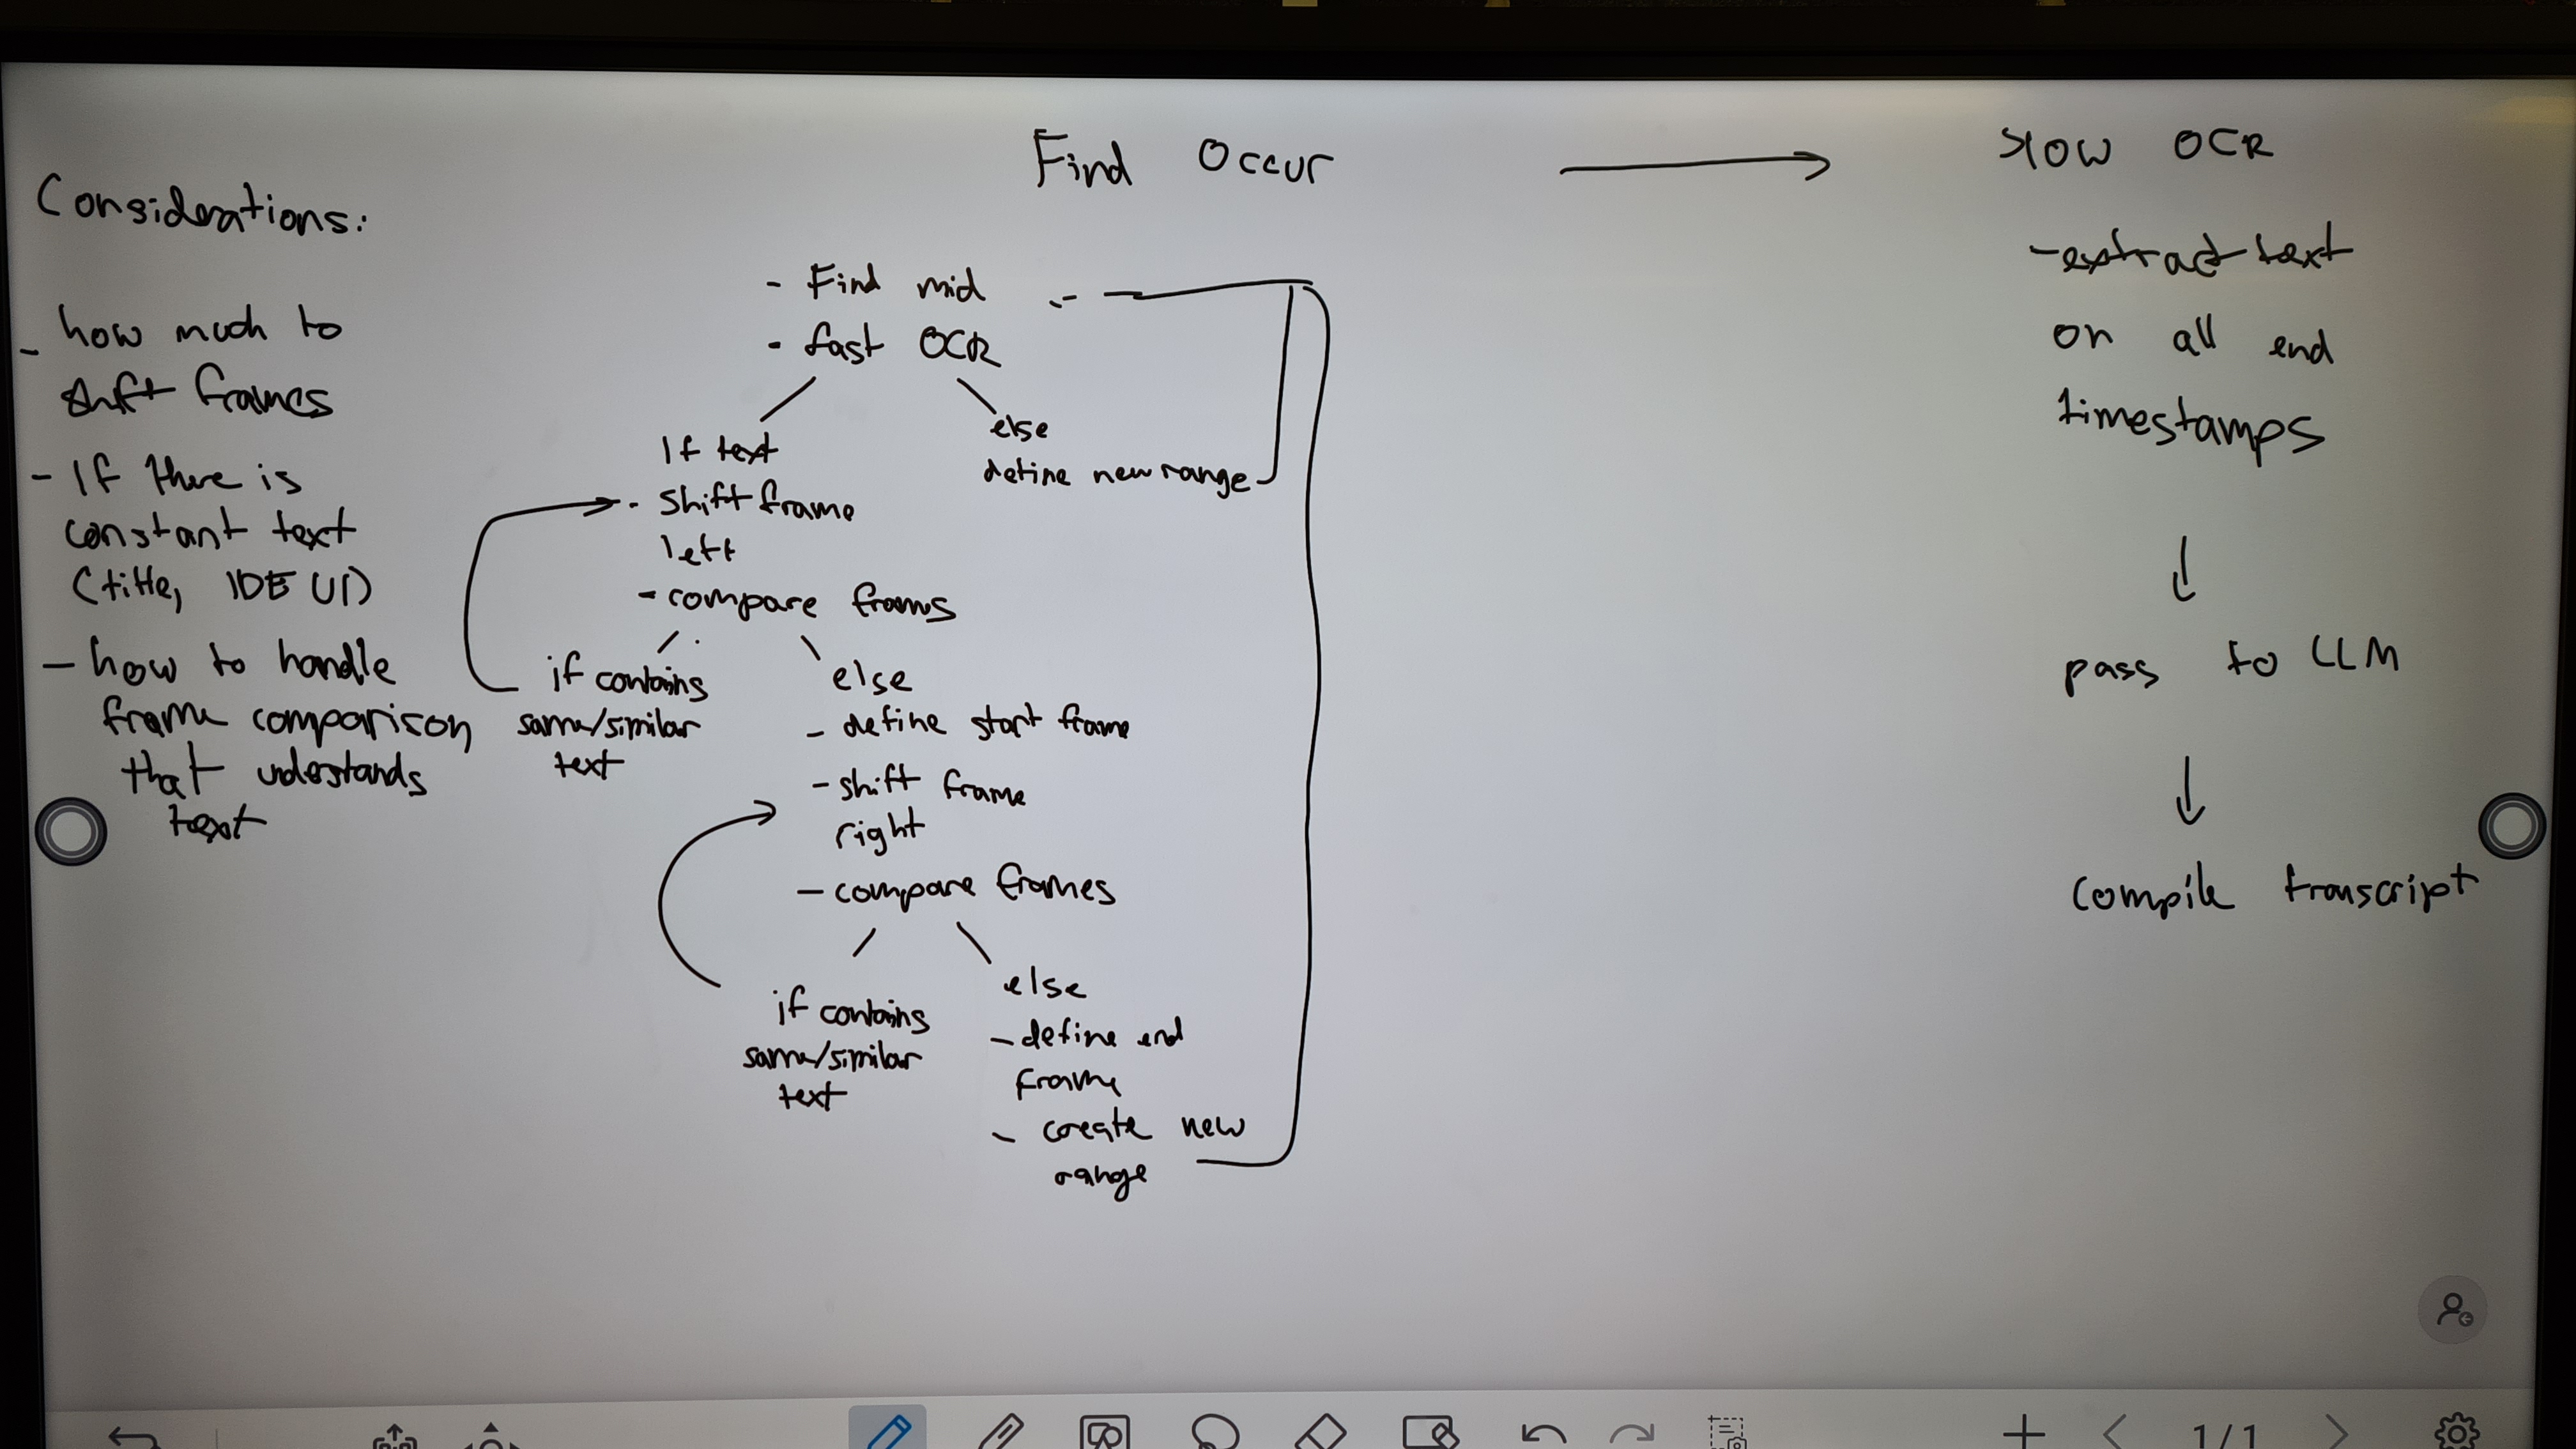 Considerations:
- how much to
shift frames
- If there is
constant text
(title, IDE UI)
- how to handle
frame comparison
that understands
text
Find Occur
- Find mid
- fast OCR
If text
- shift frame
left
- compare frames
else
define new range
if contains
same/similar
text
else
- define start frame
- shift frame
right
- compare frames
if contains
same/similar
text
else
- define end
frame
- create new
range
slow OCR
- extract text
on all end
timestamps
pass to LLM
compile transcript
1/1